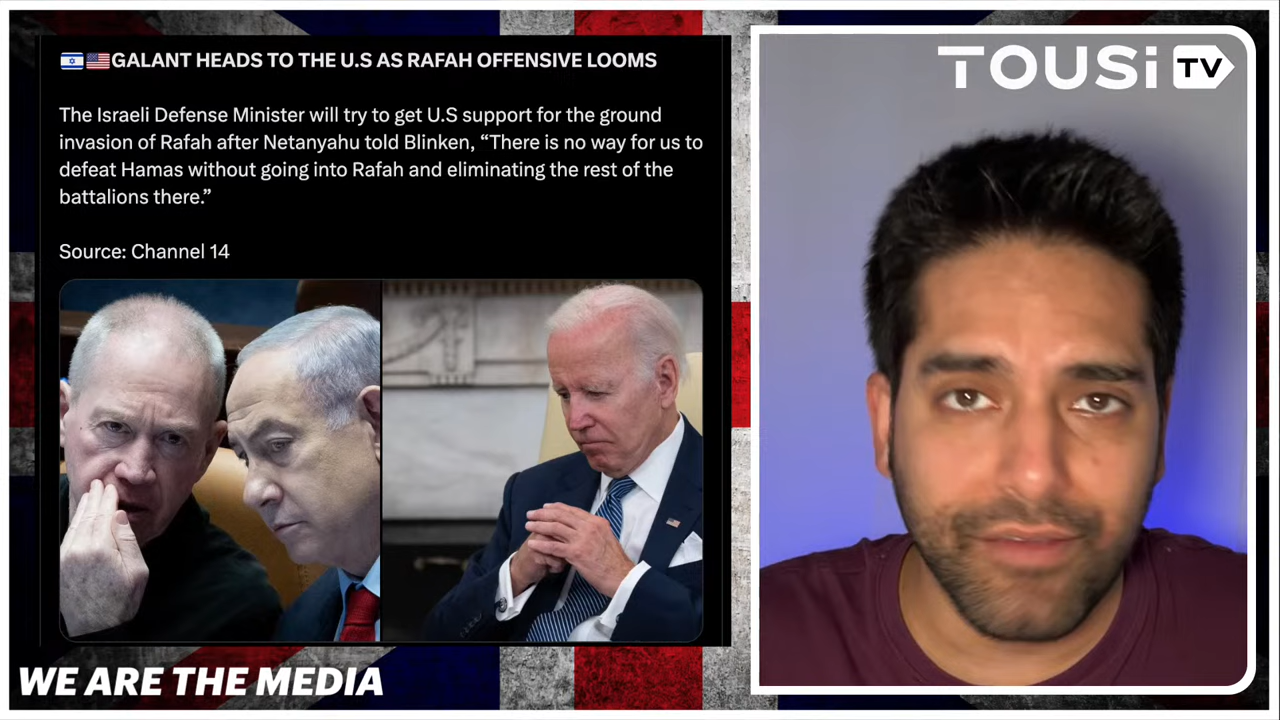 🇮🇱🇺🇸GALANT HEADS TO THE U.S AS RAFAH OFFENSIVE LOOMS
The Israeli Defense Minister will try to get U.S support for the ground
invasion of Rafah after Netanyahu told Blinken, “There is no way for us to
defeat Hamas without going into Rafah and eliminating the rest of the
battalions there.”
Source: Channel 14
WE ARE THE MEDIA
TOUSi TV